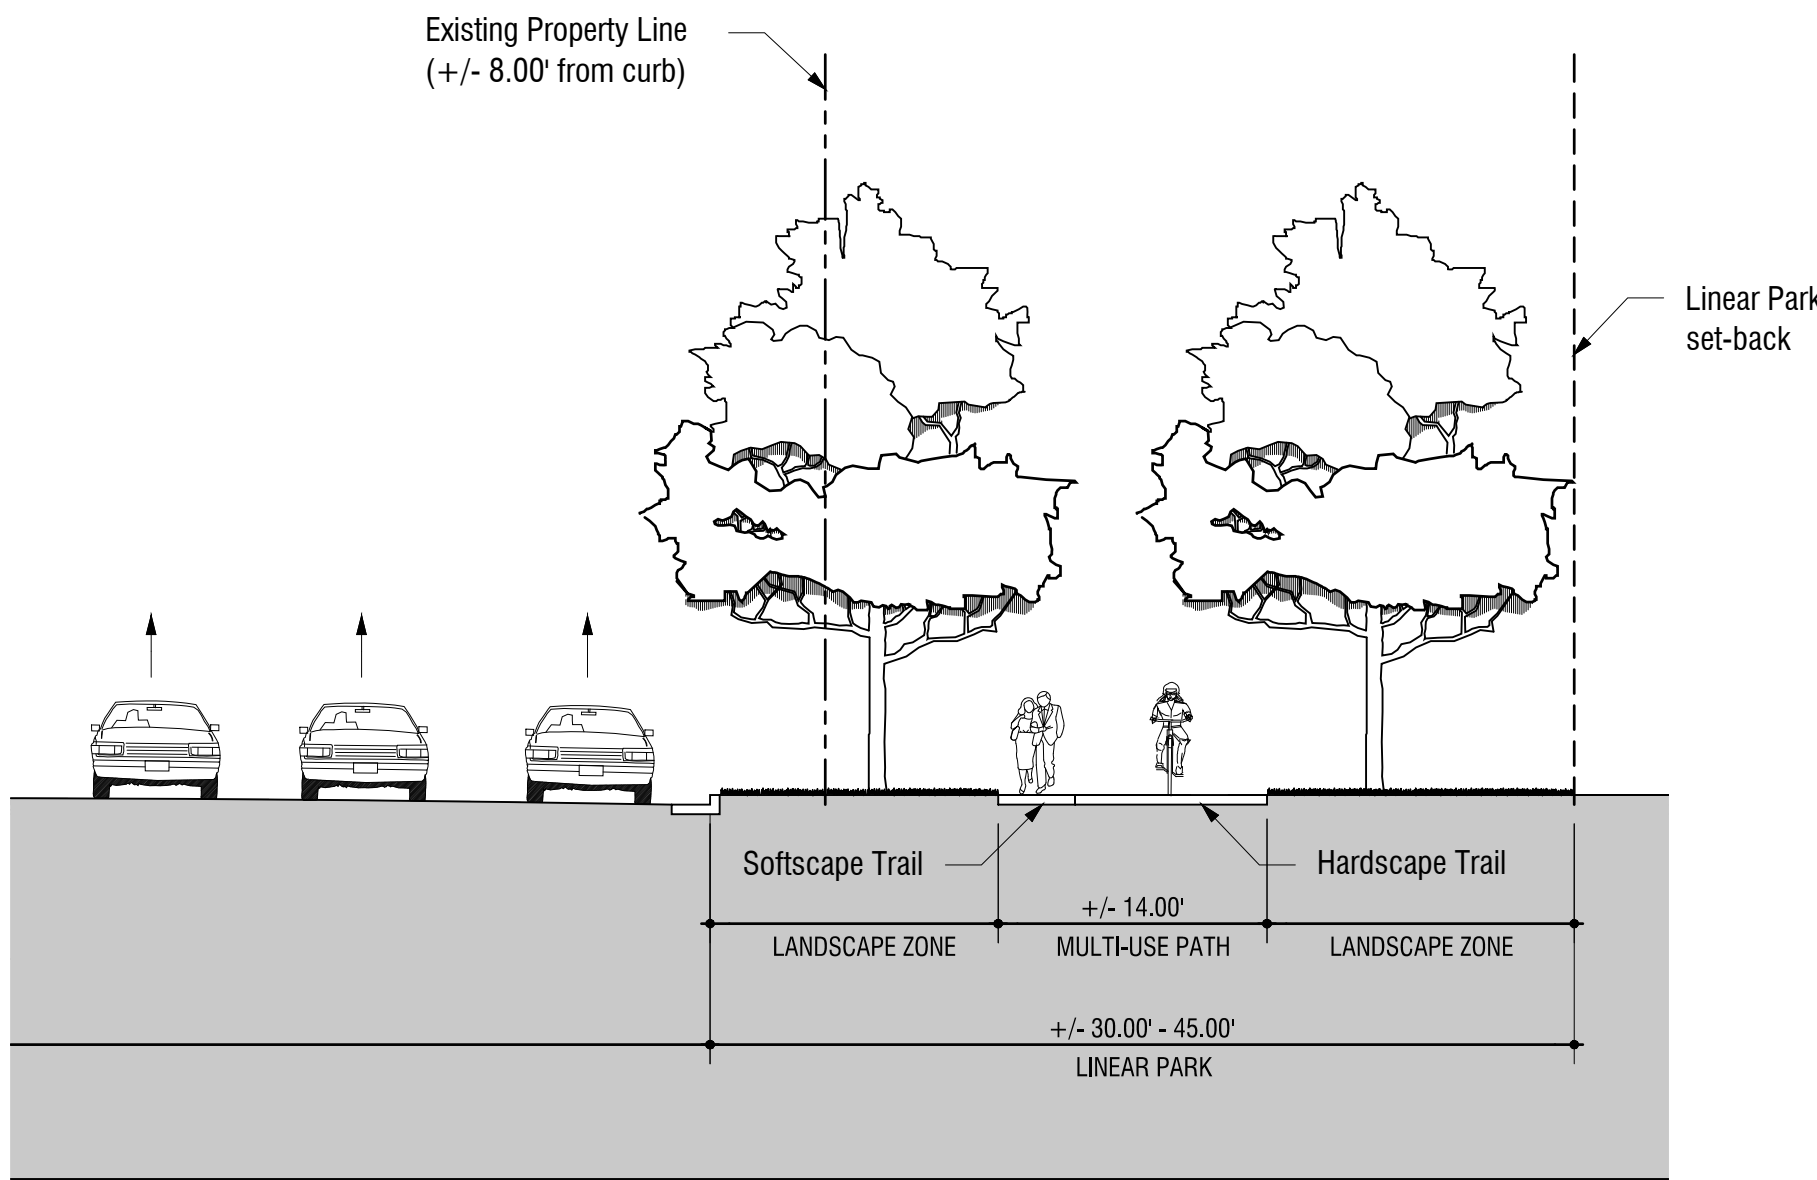 Existing Property Line
(+/- 8.00' from curb)
Linear Park
set-back
Softscape Trail
Hardscape Trail
+/- 14.00'
LANDSCAPE ZONE
MULTI-USE PATH
LANDSCAPE ZONE
+/- 30.00' - 45.00'
LINEAR PARK